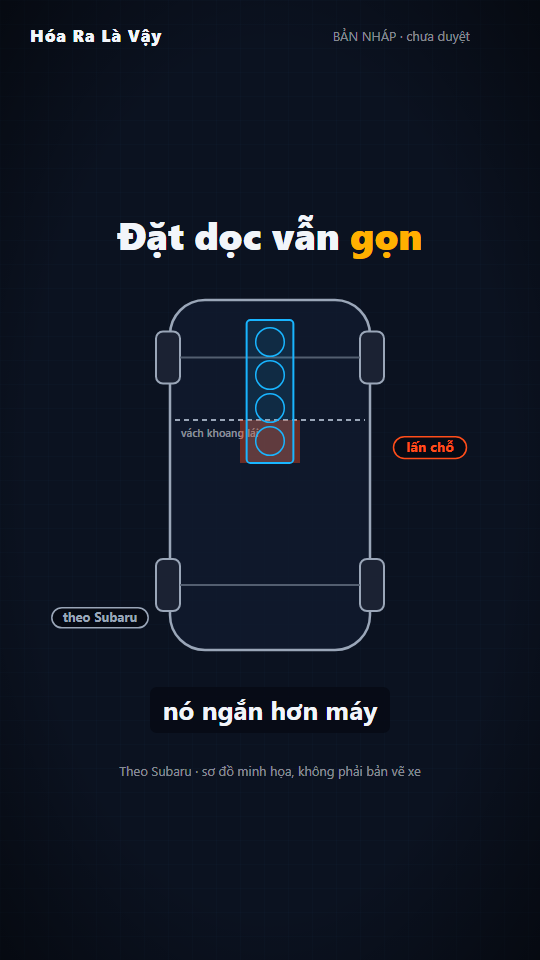 Hóa Ra Là Vậy
BẢN NHÁP · chưa duyệt
Đặt dọc vẫn gọn
vách khoang lái
lấn chỗ
theo Subaru
nó ngắn hơn máy
Theo Subaru · sơ đồ minh họa, không phải bản vẽ xe